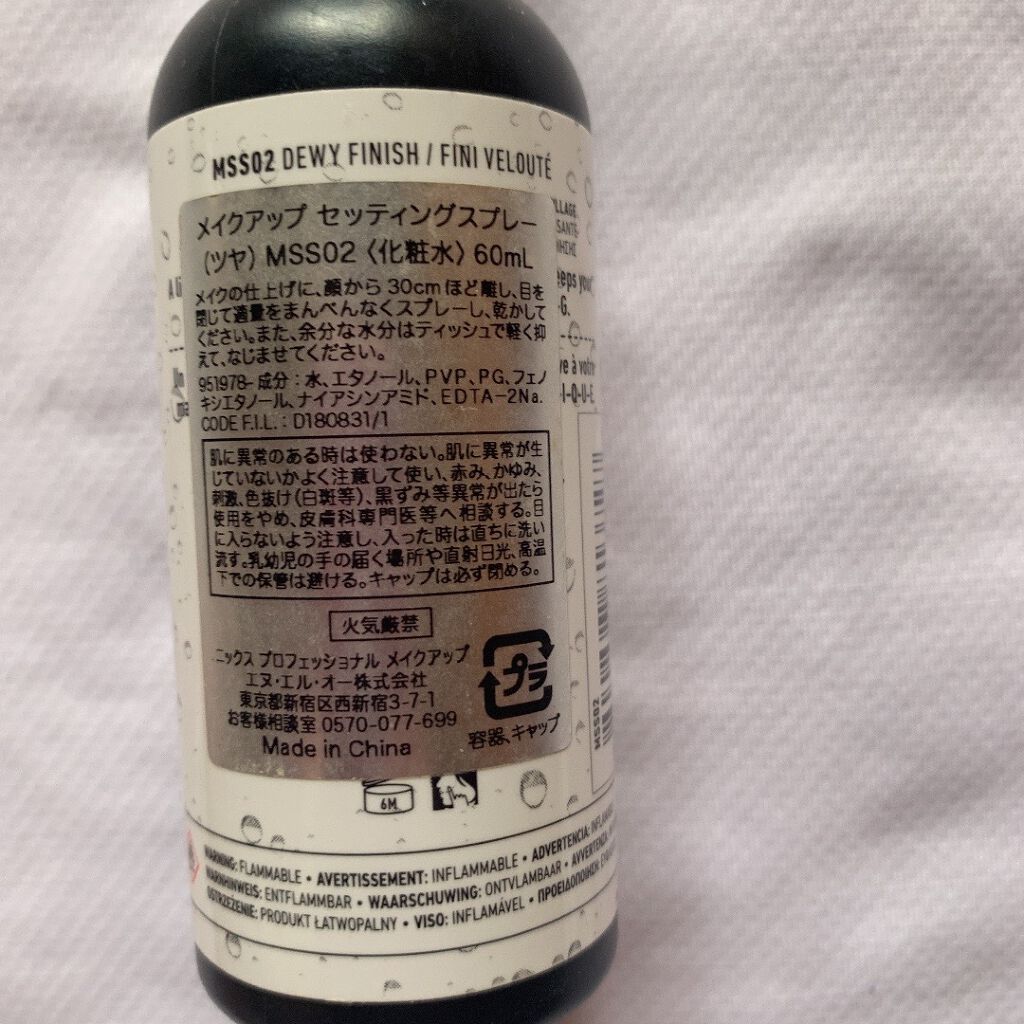 MSS02 DEWY FINISH / FINI VELOUTÉ
メイクアップ セッティングスプレー
(ツヤ) MSS02 〈化粧水〉 60mL
メイクの仕上げに、顔から30cmほど離し、目を
閉じて適量をまんべんなくスプレーし、乾かして
ください。また、余分な水分はティッシュで軽く抑
えて、なじませてください。
951978- 成分 : 水、エタノール、PVP、PG、フェノ
キシエタノール、ナイアシンアミド、EDTA-2Na.
CODE F.I.L. : D180831/1
肌に異常のある時は使わない。肌に異常が生
じていないかよく注意して使い、赤み、かゆみ、
刺激、色抜け(白斑等)、黒ずみ等異常が出たら
使用をやめ、皮膚科専門医等へ相談する。目
に入らないよう注意し、入った時は直ちに洗い
流す。乳幼児の手の届く場所や直射日光、高温
下での保管は避ける。キャップは必ず閉める。
火気厳禁
ニックス プロフェッショナル メイクアップ
エヌ・エル・オー株式会社
東京都新宿区西新宿3-7-1
お客様相談室 0570-077-699
Made in China
プラ
容器、キャップ
LLAGE
eeps your
-G.
ve à votre
-I-Q-U-E
Un
MSS02
6M
WARNING: FLAMMABLE • AVERTISSEMENT: INFLAMMABLE • ADVERTENCIA:
WARNHINWEIS: ENTFLAMMBAR • WAARSCHUWING: ONTVLAMBAAR • AVVERTENZA:
OSTRZEŻENIE: PRODUKT ŁATWOPALNY • VISO: INFLAMÁVEL • ΠΡΟΕΙΔΟΠΟΙΗΣΗ: